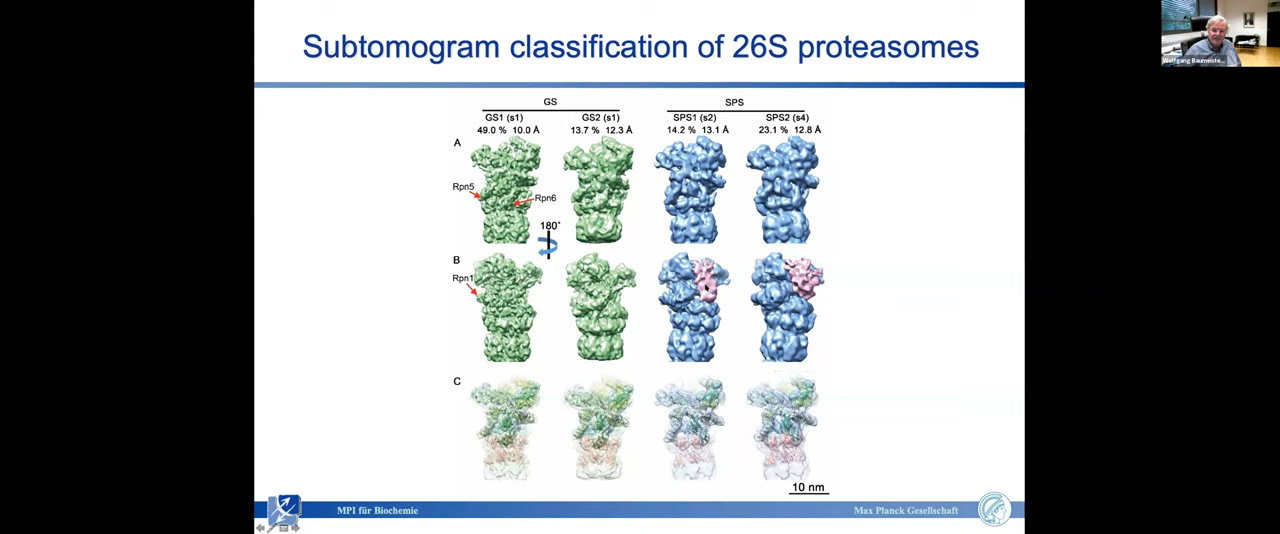 Subtomogram classification of 26S proteasomes
Wolfgang Baumeiste...
GS
SPS
GS1 (s1)
GS2 (s1)
SPS1 (s2)
SPS2 (s4)
49.0 % 10.0 Å
13.7 % 12.3 Å
14.2 % 13.1 Å
23.1 % 12.8 Å
A
Rpn5
Rpn6
180°
B
Rpn1
C
10 nm
MPI für Biochemie
Max Planck Gesellschaft